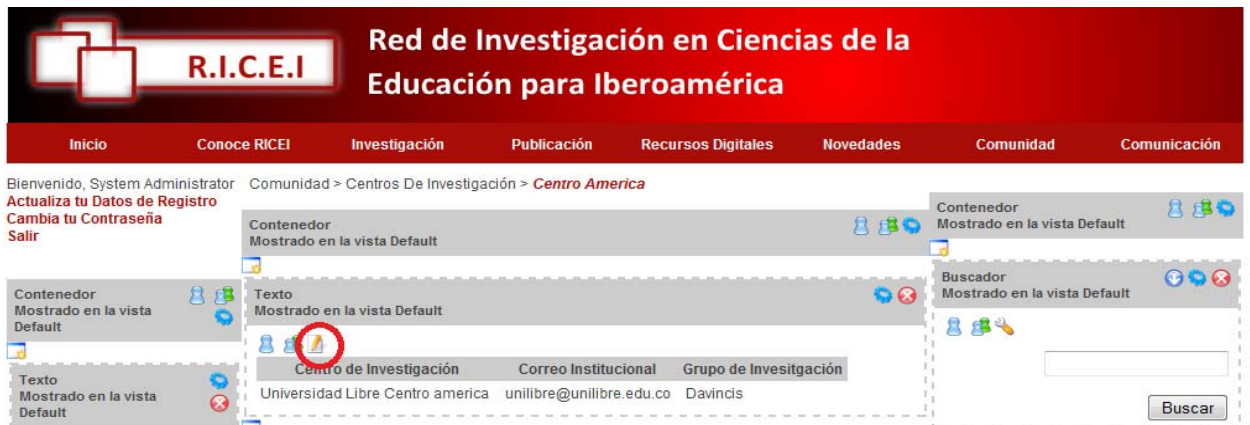 R.I.C.E.I
Red de Investigación en Ciencias de la
Educación para Iberoamérica
Inicio Conoce RICEI Investigación Publicación Recursos Digitales Novedades Comunidad Comunicación
Bienvenido, System Administrator
Actualiza tu Datos de Registro
Cambia tu Contraseña
Salir
Contenedor
Mostrado en la vista
Default
Texto
Mostrado en la vista
Default
Comunidad > Centros De Investigación > Centro America
Contenedor
Mostrado en la vista Default
Texto
Mostrado en la vista Default
Centro de Investigación Correo Institucional Grupo de Invesitgación
Universidad Libre Centro america unilibre@unilibre.edu.co Davincis
Contenedor
Mostrado en la vista Default
Buscador
Mostrado en la vista Default
Buscar